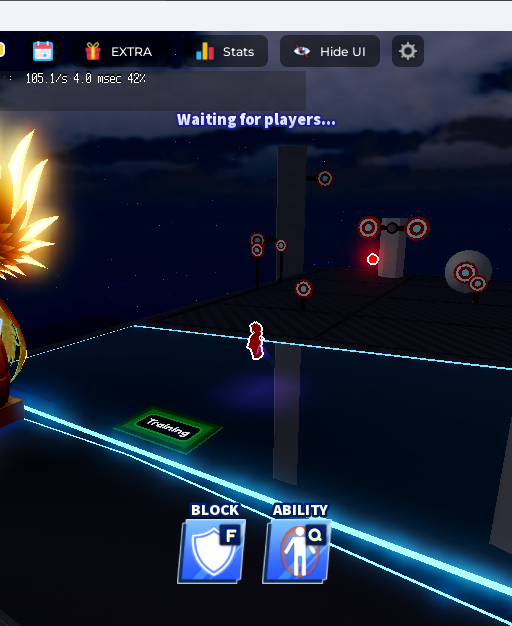 EXTRA
Stats
Hide UI
: 105.1/s 4.0 msec 42%
Waiting for players...
Training
BLOCK
ABILITY
F
Q